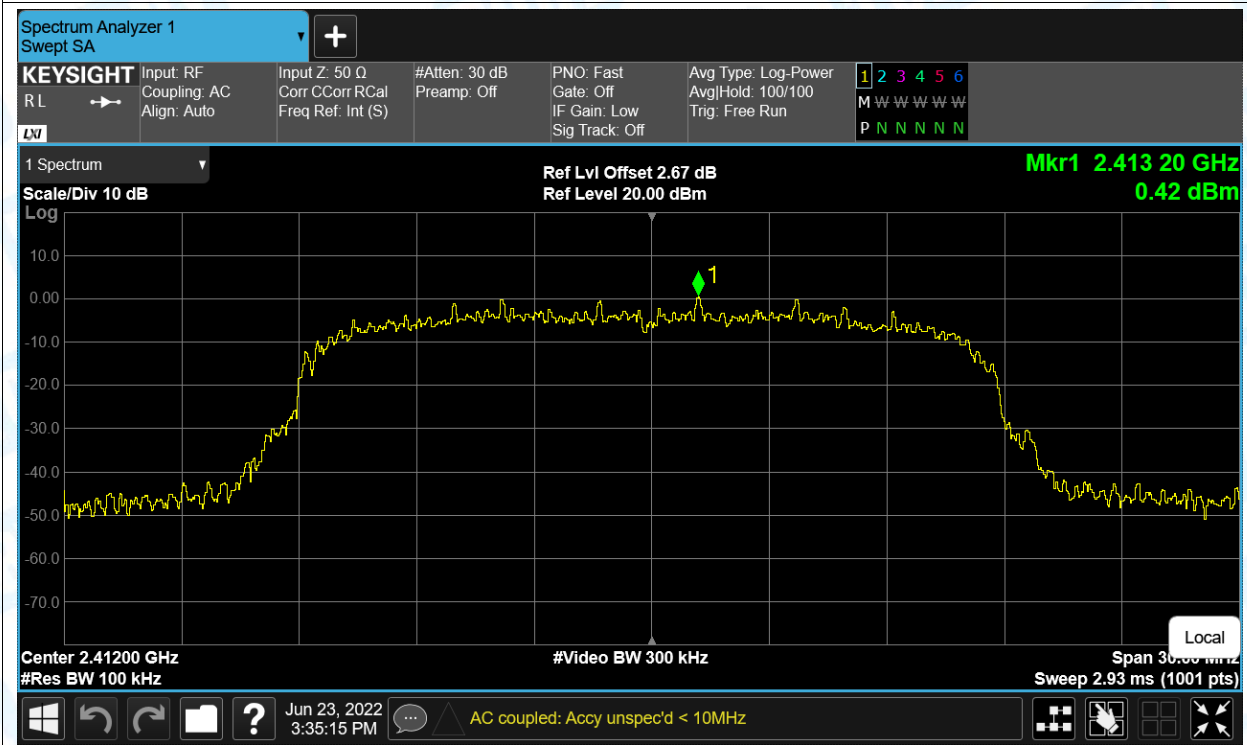 Spectrum Analyzer 1
Swept SA
KEYSIGHT
R L
LXI
Input: RF
Coupling: AC
Align: Auto
Input Z: 50 Ω
Corr CCorr RCal
Freq Ref: Int (S)
#Atten: 30 dB
Preamp: Off
PNO: Fast
Gate: Off
IF Gain: Low
Sig Track: Off
Avg Type: Log-Power
Avg|Hold: 100/100
Trig: Free Run
1 2 3 4 5 6
M W W W W W
P N N N N N
1 Spectrum
Scale/Div 10 dB
Log
Ref Lvl Offset 2.67 dB
Ref Level 20.00 dBm
Mkr1 2.413 20 GHz
0.42 dBm
1
10.0
0.00
-10.0
-20.0
-30.0
-40.0
-50.0
-60.0
-70.0
Local
Center 2.41200 GHz
#Video BW 300 kHz
Span 30.00 MHz
#Res BW 100 kHz
Sweep 2.93 ms (1001 pts)
?
Jun 23, 2022
3:35:15 PM
AC coupled: Accy unspec'd < 10MHz